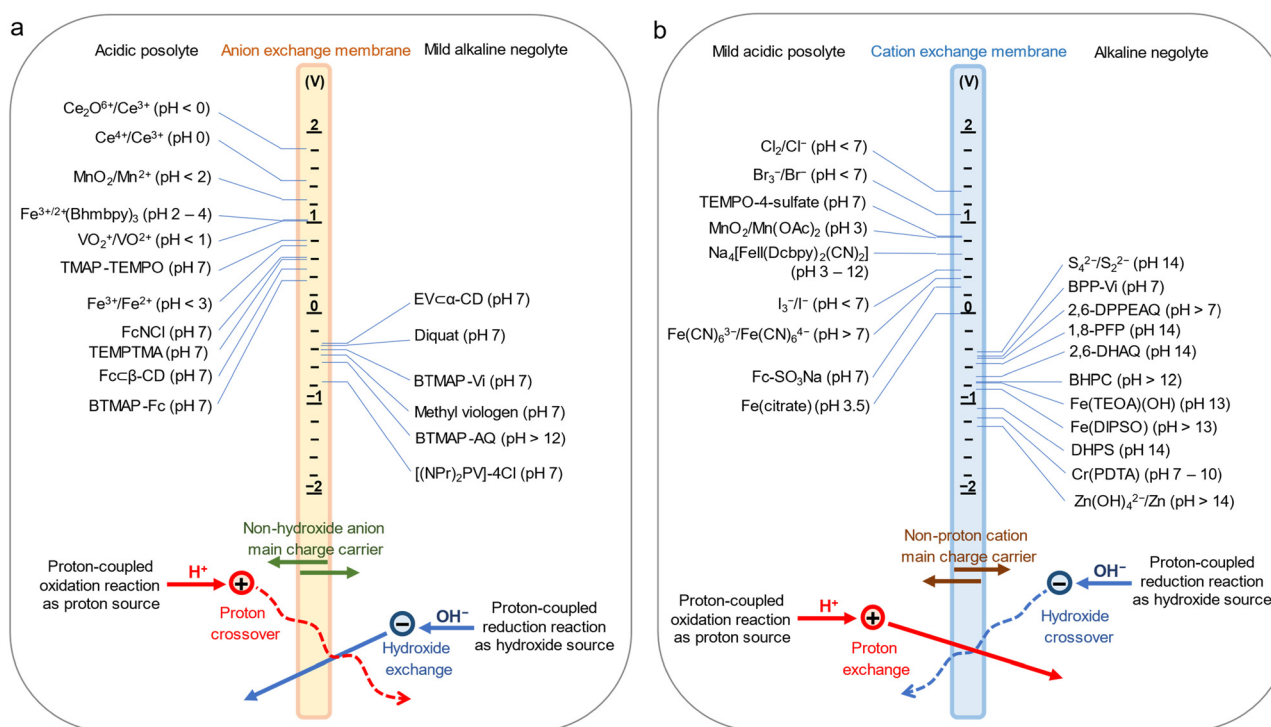 a
Acidic posolyte
Anion exchange membrane
Mild alkaline negolyte
(V)
2
1
0
−1
−2
Ce₂O⁶⁺/Ce³⁺ (pH < 0)
Ce⁴⁺/Ce³⁺ (pH 0)
MnO₂/Mn²⁺ (pH < 2)
Fe³⁺/²⁺(Bhmbpy)₃ (pH 2 – 4)
VO₂⁺/VO²⁺ (pH < 1)
TMAP-TEMPO (pH 7)
Fe³⁺/Fe²⁺ (pH < 3)
FcNCl (pH 7)
TEMPTMA (pH 7)
Fc⊂β-CD (pH 7)
BTMAP-Fc (pH 7)
EV⊂α-CD (pH 7)
Diquat (pH 7)
BTMAP-Vi (pH 7)
Methyl viologen (pH 7)
BTMAP-AQ (pH > 12)
[(NPr)₂PV]-4Cl (pH 7)
Non-hydroxide anion
main charge carrier
Proton-coupled
oxidation reaction
as proton source
H⁺
+
Proton
crossover
−
OH⁻
Hydroxide
exchange
Proton-coupled
reduction reaction
as hydroxide source
b
Mild acidic posolyte
Cation exchange membrane
Alkaline negolyte
(V)
2
1
0
−1
−2
Cl₂/Cl⁻ (pH < 7)
Br₃⁻/Br⁻ (pH < 7)
TEMPO-4-sulfate (pH 7)
MnO₂/Mn(OAc)₂ (pH 3)
Na₄[FeII(Dcbpy)₂(CN)₂]
(pH 3 – 12)
I₃⁻/I⁻ (pH < 7)
Fe(CN)₆³⁻/Fe(CN)₆⁴⁻ (pH > 7)
Fc-SO₃Na (pH 7)
Fe(citrate) (pH 3.5)
S₄²⁻/S₂²⁻ (pH 14)
BPP-Vi (pH 7)
2,6-DPPEAQ (pH > 7)
1,8-PFP (pH 14)
2,6-DHAQ (pH 14)
BHPC (pH > 12)
Fe(TEOA)(OH) (pH 13)
Fe(DIPSO) (pH > 13)
DHPS (pH 14)
Cr(PDTA) (pH 7 – 10)
Zn(OH)₄²⁻/Zn (pH > 14)
Non-proton cation
main charge carrier
Proton-coupled
oxidation reaction
as proton source
H⁺
+
Proton
exchange
−
OH⁻
Hydroxide
crossover
Proton-coupled
reduction reaction
as hydroxide source